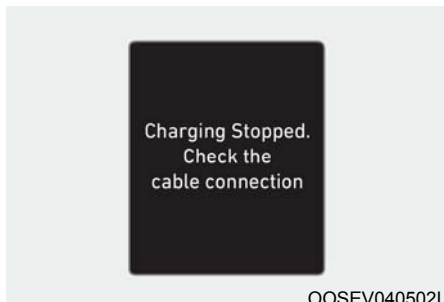 Charging Stopped.
Check the
cable connection
OOSEV040502L